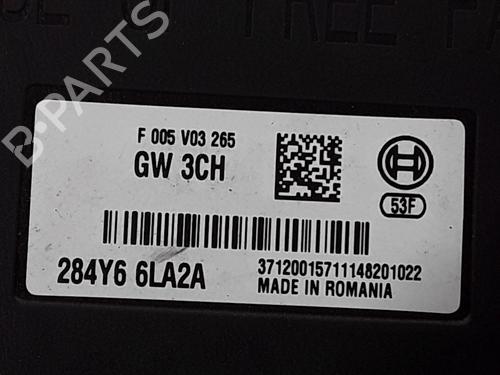 F 005 V03 265
GW 3CH
53F
284Y6 6LA2A
37120015711148201022
MADE IN ROMANIA
B-PARTS